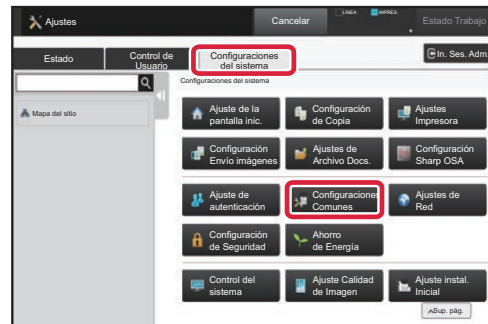 Ajustes
Cancelar
LÍNEA
IMPRES.
Estado Trabajo
Estado
Control de
Usuario
Configuraciones
del sistema
In. Ses. Adm.
Configuraciones del sistema
Mapa del sitio
Ajuste de la
pantalla inic.
Configuración
de Copia
Ajustes
Impresora
Configuración
Envío imágenes
Ajustes de
Archivo Docs.
Configuración
Sharp OSA
Ajuste de
autenticación
Configuraciones
Comunes
Ajustes de
Red
Configuración
de Seguridad
Ahorro
de Energía
Control del
sistema
Ajuste Calidad
de Imagen
Ajuste instal.
Inicial
Sup. pág.